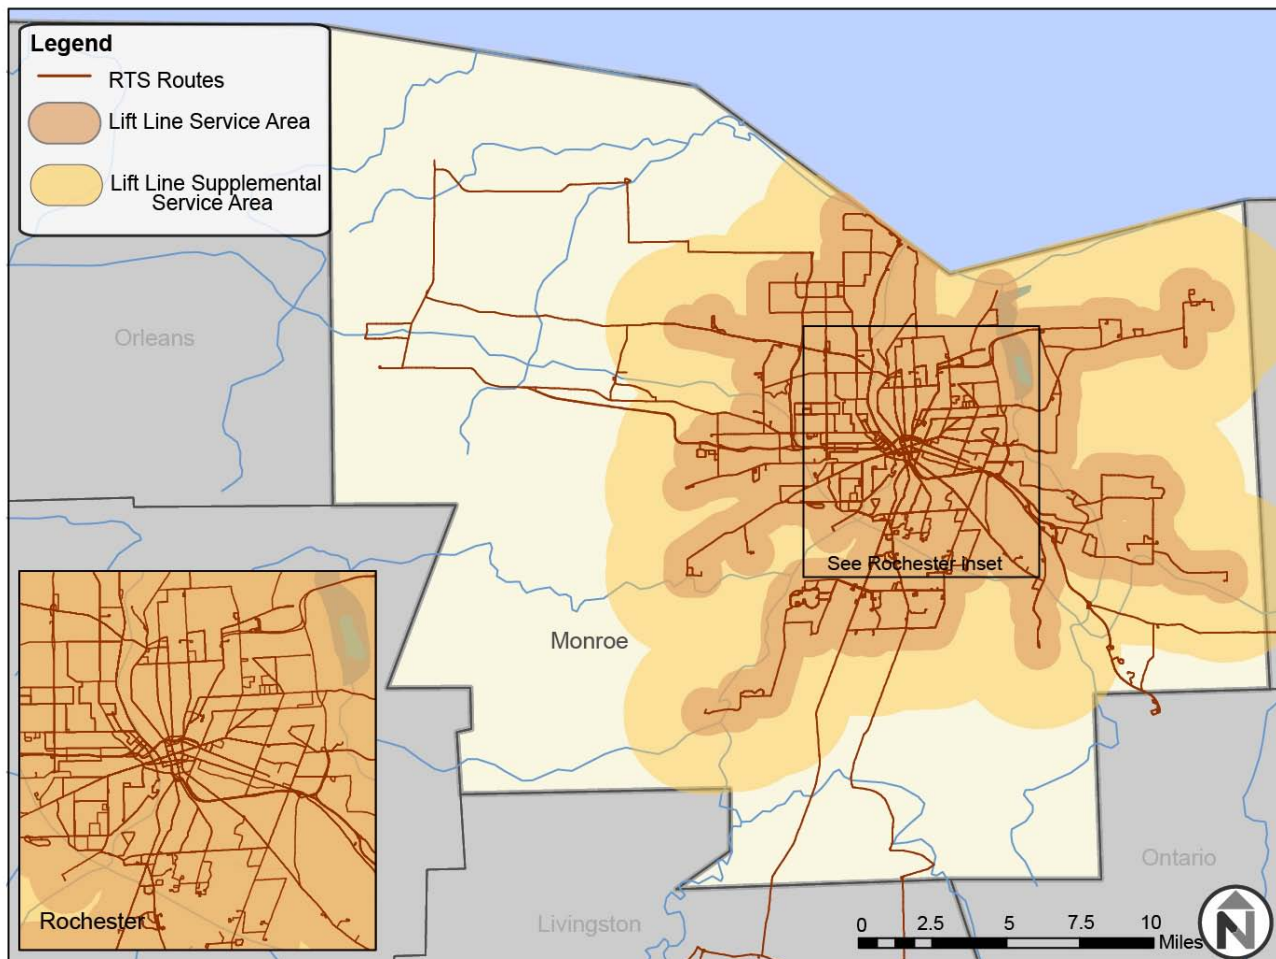 Legend
RTS Routes
Lift Line Service Area
Lift Line Supplemental
Service Area
Orleans
See Rochester Inset
Monroe
Ontario
Rochester
Livingston
0 2.5 5 7.5 10
Miles
N